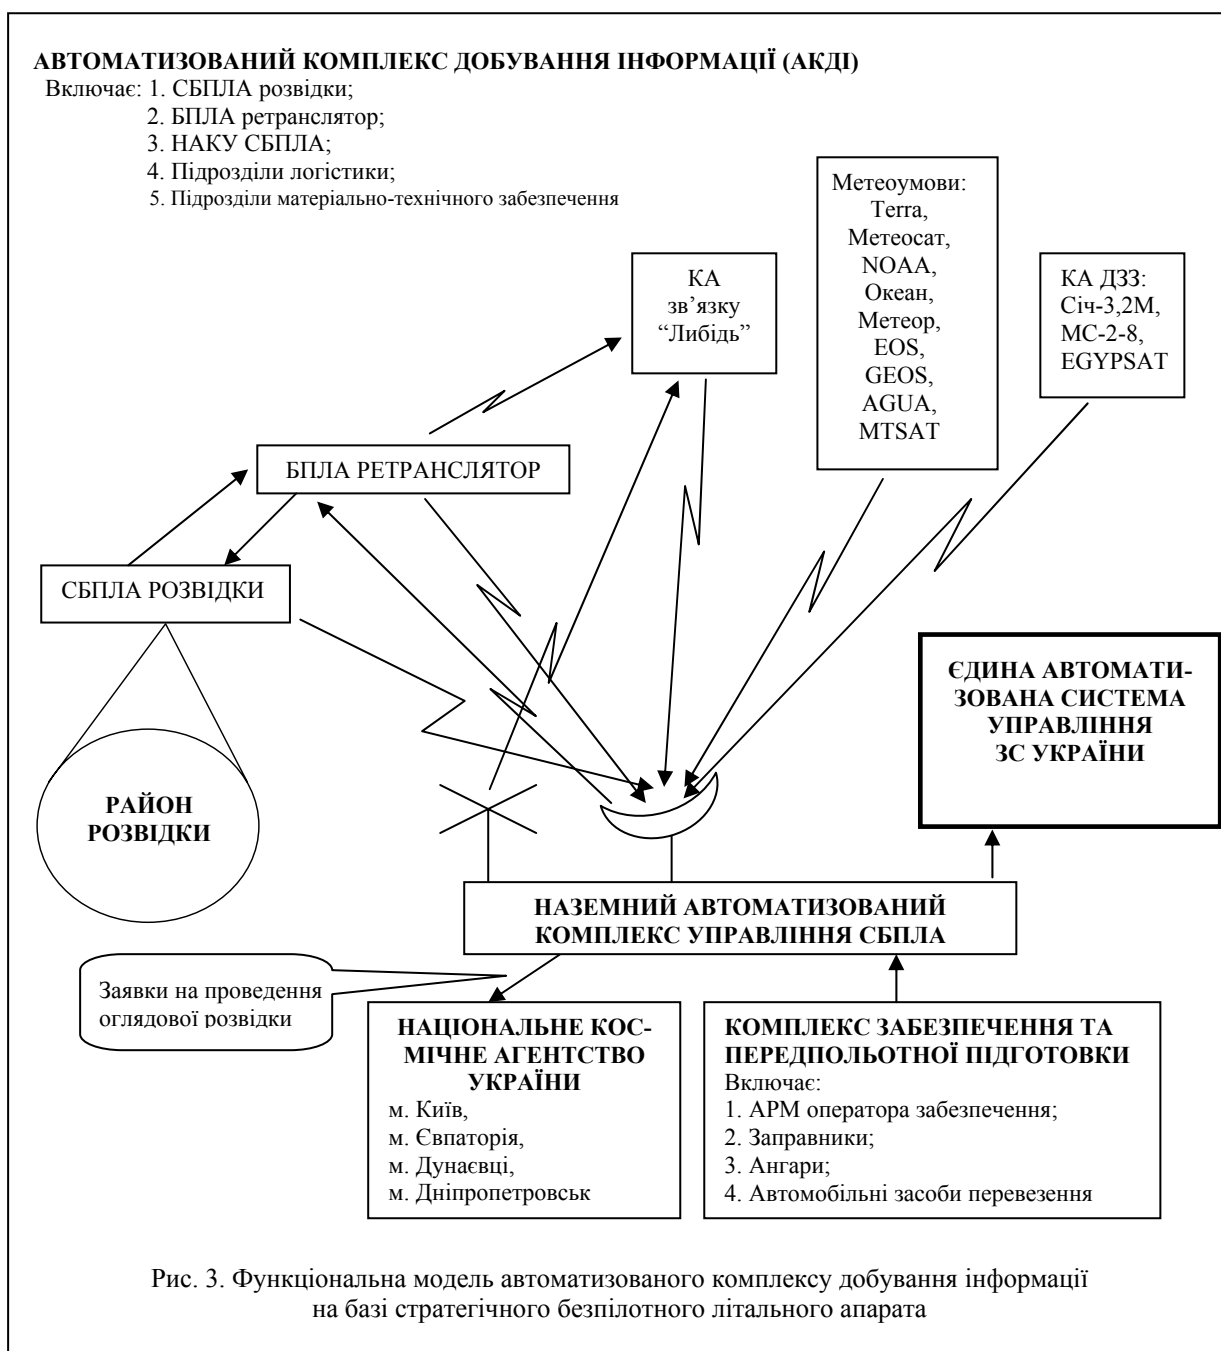 АВТОМАТИЗОВАНИЙ КОМПЛЕКС ДОБУВАННЯ ІНФОРМАЦІЇ (АКДІ)
Включає: 1. СБПЛА розвідки;
2. БПЛА ретранслятор;
3. НАКУ СБПЛА;
4. Підрозділи логістики;
5. Підрозділи матеріально-технічного забезпечення
Метеоумови:
Terra,
Метеосат,
NOAA,
Океан,
Метеор,
EOS,
GEOS,
AGUA,
MTSAT
КА
зв’язку
“Либідь”
КА ДЗЗ:
Січ-3,2М,
МС-2-8,
EGYPSAT
БПЛА РЕТРАНСЛЯТОР
СБПЛА РОЗВІДКИ
РАЙОН
РОЗВІДКИ
ЄДИНА АВТОМАТИ-
ЗОВАНА СИСТЕМА
УПРАВЛІННЯ
ЗС УКРАЇНИ
НАЗЕМНИЙ АВТОМАТИЗОВАНИЙ
КОМПЛЕКС УПРАВЛІННЯ СБПЛА
Заявки на проведення
оглядової розвідки
НАЦІОНАЛЬНЕ КОС-
МІЧНЕ АГЕНТСТВО
УКРАЇНИ
м. Київ,
м. Євпаторія,
м. Дунаєвці,
м. Дніпропетровськ
КОМПЛЕКС ЗАБЕЗПЕЧЕННЯ ТА
ПЕРЕДПОЛЬОТНОЇ ПІДГОТОВКИ
Включає:
1. АРМ оператора забезпечення;
2. Заправники;
3. Ангари;
4. Автомобільні засоби перевезення
Рис. 3. Функціональна модель автоматизованого комплексу добування інформації
на базі стратегічного безпілотного літального апарата